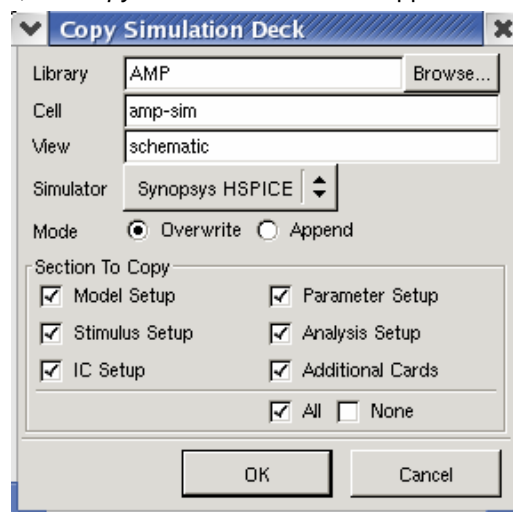 Copy Simulation Deck
Library AMP Browse...
Cell amp-sim
View schematic
Simulator Synopsys HSPICE
Mode Overwrite Append
Section To Copy
Model Setup Parameter Setup
Stimulus Setup Analysis Setup
IC Setup Additional Cards
All None
OK Cancel